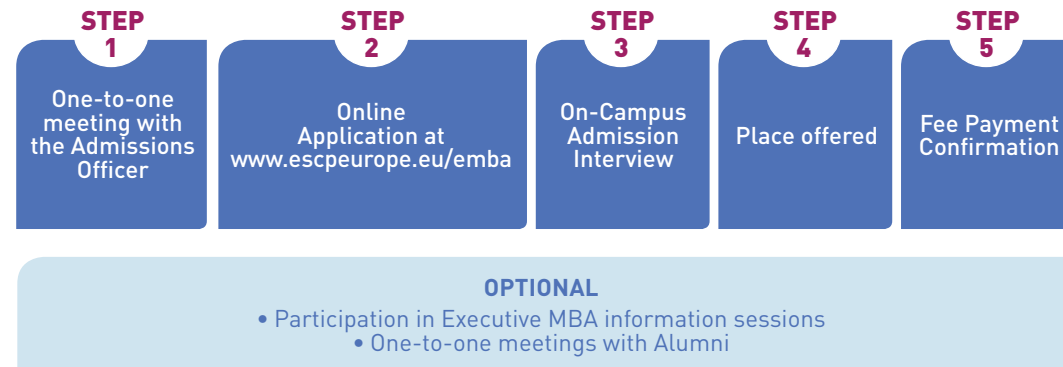 STEP
1
One-to-one
meeting with
the Admissions
Officer
STEP
2
Online
Application at
www.escpeurope.eu/emba
STEP
3
On-Campus
Admission
Interview
STEP
4
Place offered
STEP
5
Fee Payment
Confirmation
OPTIONAL
• Participation in Executive MBA information sessions
• One-to-one meetings with Alumni